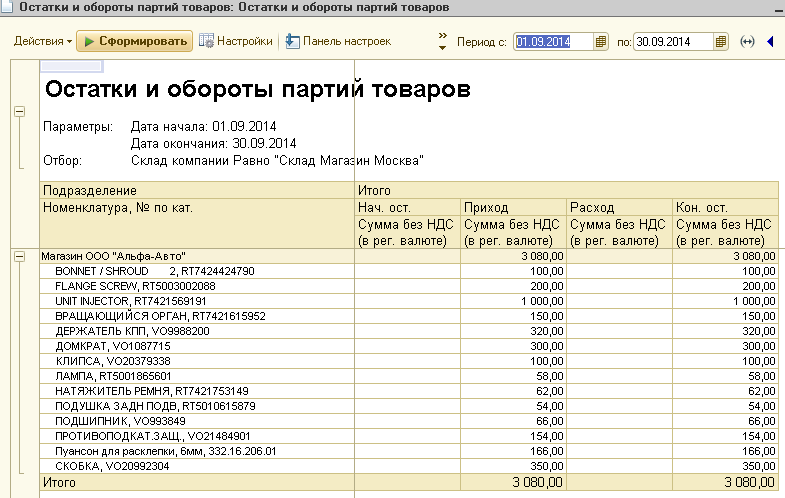 Остатки и обороты партий товаров: Остатки и обороты партий товаров
Действия Сформировать Настройки Панель настроек Период с: 01.09.2014 по: 30.09.2014
Остатки и обороты партий товаров
Параметры: Дата начала: 01.09.2014
Дата окончания: 30.09.2014
Отбор: Склад компании Равно "Склад Магазин Москва"
Подразделение Итого
Номенклатура, № по кат. Нач. ост. Приход Расход Кон. ост.
Сумма без НДС Сумма без НДС Сумма без НДС Сумма без НДС
(в рег. валюте) (в рег. валюте) (в рег. валюте) (в рег. валюте)
Магазин ООО "Альфа-Авто" 3 080,00 3 080,00
BONNET / SHROUD 2, RT7424424790 100,00 100,00
FLANGE SCREW, RT5003002088 200,00 200,00
UNIT INJECTOR, RT7421569191 1 000,00 1 000,00
ВРАЩАЮЩИЙСЯ ОРГАН, RT7421615952 150,00 150,00
ДЕРЖАТЕЛЬ КПП, VO9988200 320,00 320,00
ДОМКРАТ, VO1087715 300,00 300,00
КЛИПСА, VO20379338 100,00 100,00
ЛАМПА, RT5001865601 58,00 58,00
НАТЯЖИТЕЛЬ РЕМНЯ, RT7421753149 62,00 62,00
ПОДУШКА ЗАДН ПОДВ, RT5010615879 54,00 54,00
ПОДШИПНИК, VO993849 66,00 66,00
ПРОТИВОПОДКАТ.ЗАЩ., VO21484901 154,00 154,00
Пуансон для расклепки, 6мм, 332.16.206.01 166,00 166,00
СКОБКА, VO20992304 350,00 350,00
Итого 3 080,00 3 080,00